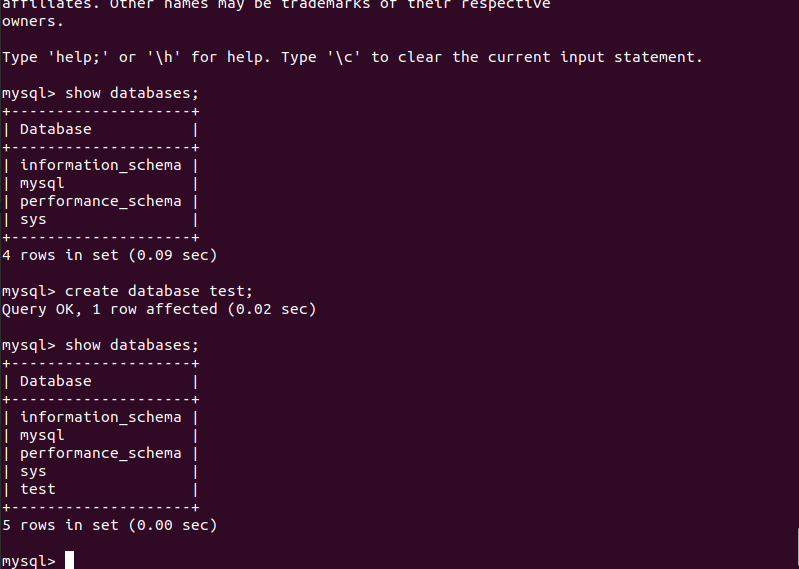 affiliates. Other names may be trademarks of their respective
owners.

Type 'help;' or '\h' for help. Type '\c' to clear the current input statement.

mysql> show databases;
+--------------------+
| Database           |
+--------------------+
| information_schema |
| mysql              |
| performance_schema |
| sys                |
+--------------------+
4 rows in set (0.09 sec)

mysql> create database test;
Query OK, 1 row affected (0.02 sec)

mysql> show databases;
+--------------------+
| Database           |
+--------------------+
| information_schema |
| mysql              |
| performance_schema |
| sys                |
| test               |
+--------------------+
5 rows in set (0.00 sec)

mysql>